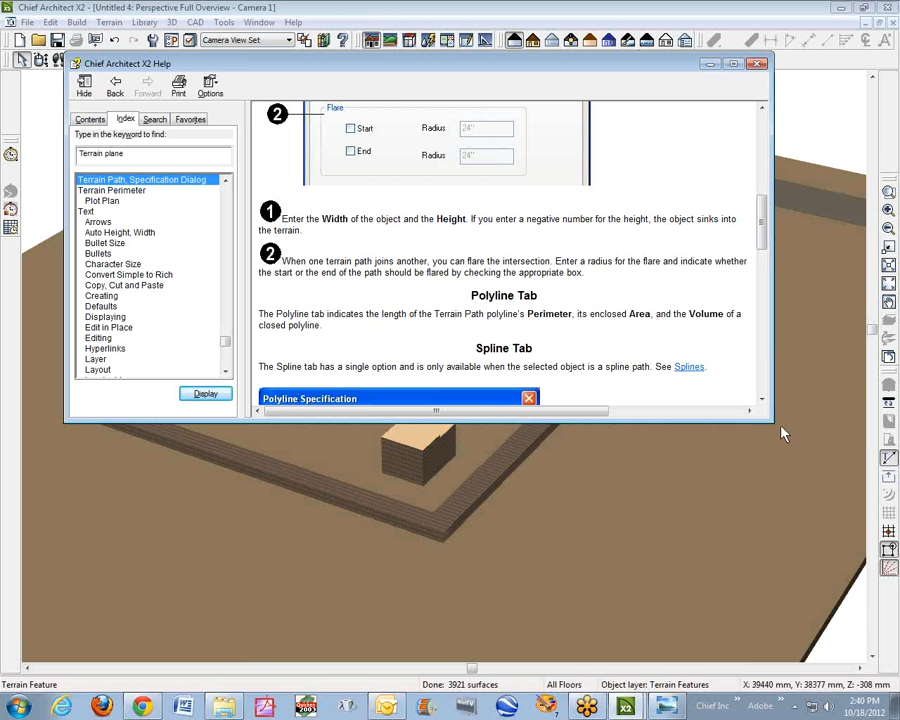 Chief Architect X2 - [Untitled 4: Perspective Full Overview - Camera 1]
File Edit Build Terrain Library 3D CAD Tools Window Help
Camera View Set
Chief Architect X2 Help
Hide Back Forward Print Options
Contents Index Search Favorites
Type in the keyword to find:
Terrain plane
Terrain Path, Specification Dialog
Terrain Perimeter
Plot Plan
Text
Arrows
Auto Height, Width
Bullet Size
Bullets
Character Size
Convert Simple to Rich
Copy, Cut and Paste
Creating
Defaults
Displaying
Edit in Place
Editing
Hyperlinks
Layer
Layout
Display
Flare
2
Start Radius 24"
End Radius 24"
1 Enter the Width of the object and the Height. If you enter a negative number for the height, the object sinks into
the terrain.
2 When one terrain path joins another, you can flare the intersection. Enter a radius for the flare and indicate whether
the start or the end of the path should be flared by checking the appropriate box.
Polyline Tab
The Polyline tab indicates the length of the Terrain Path polyline's Perimeter, its enclosed Area, and the Volume of a
closed polyline.
Spline Tab
The Spline tab has a single option and is only available when the selected object is a spline path. See Splines.
Polyline Specification
Terrain Feature Done: 3921 surfaces All Floors Object layer: Terrain Features X: 39440 mm, Y: 38377 mm, Z: -308 mm
Chief Inc Adobe
2:40 PM
10/18/2012